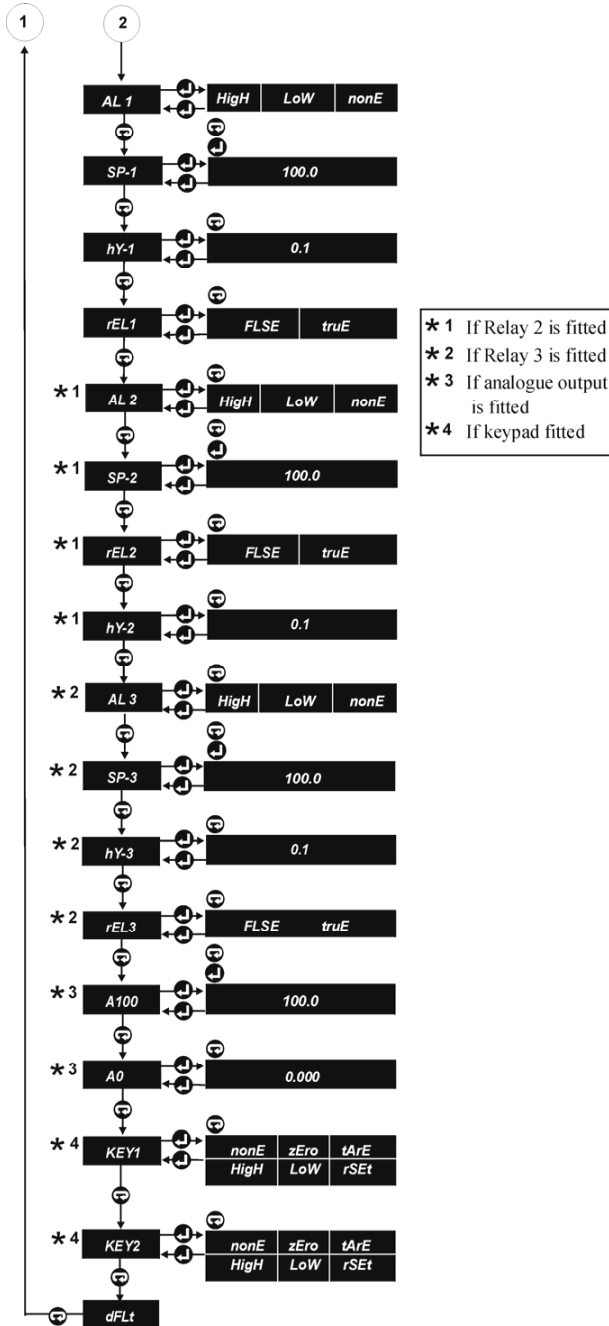 1 2
AL 1 HigH LoW nonE
SP-1 100.0
hY-1 0.1
rEL1 FLSE truE
*1 AL 2 HigH LoW nonE
*1 SP-2 100.0
*1 rEL2 FLSE truE
*1 hY-2 0.1
*2 AL 3 HigH LoW nonE
*2 SP-3 100.0
*2 hY-3 0.1
*2 rEL3 FLSE truE
*3 A100 100.0
*3 A0 0.000
*4 KEY1 nonE zEro tArE
HigH LoW rSEt
*4 KEY2 nonE zEro tArE
HigH LoW rSEt
dFLt
*1 If Relay 2 is fitted
*2 If Relay 3 is fitted
*3 If analogue output
is fitted
*4 If keypad fitted